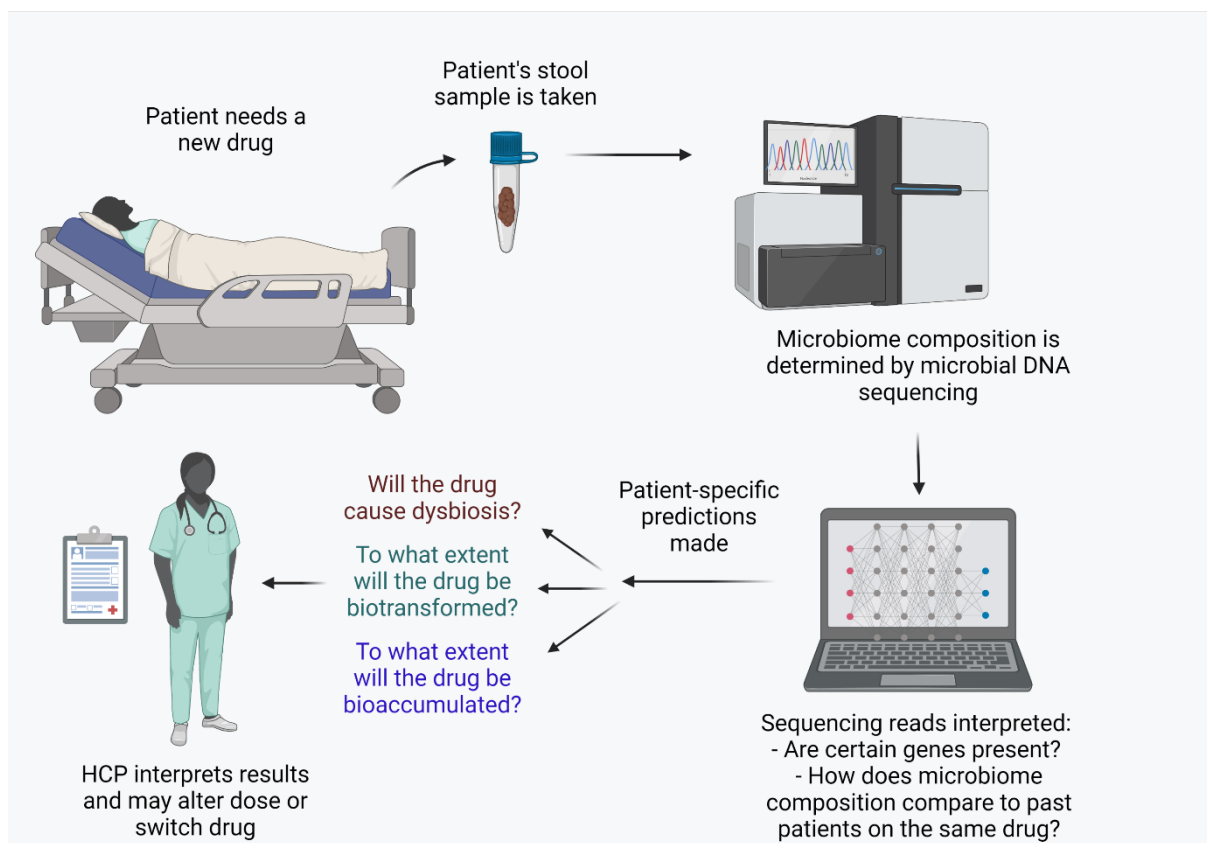 Patient needs a
new drug
Patient's stool
sample is taken
Microbiome composition is
determined by microbial DNA
sequencing
Sequencing reads interpreted:
- Are certain genes present?
- How does microbiome
composition compare to past
patients on the same drug?
Patient-specific
predictions
made
Will the drug
cause dysbiosis?
To what extent
will the drug be
biotransformed?
To what extent
will the drug be
bioaccumulated?
HCP interprets results
and may alter dose or
switch drug